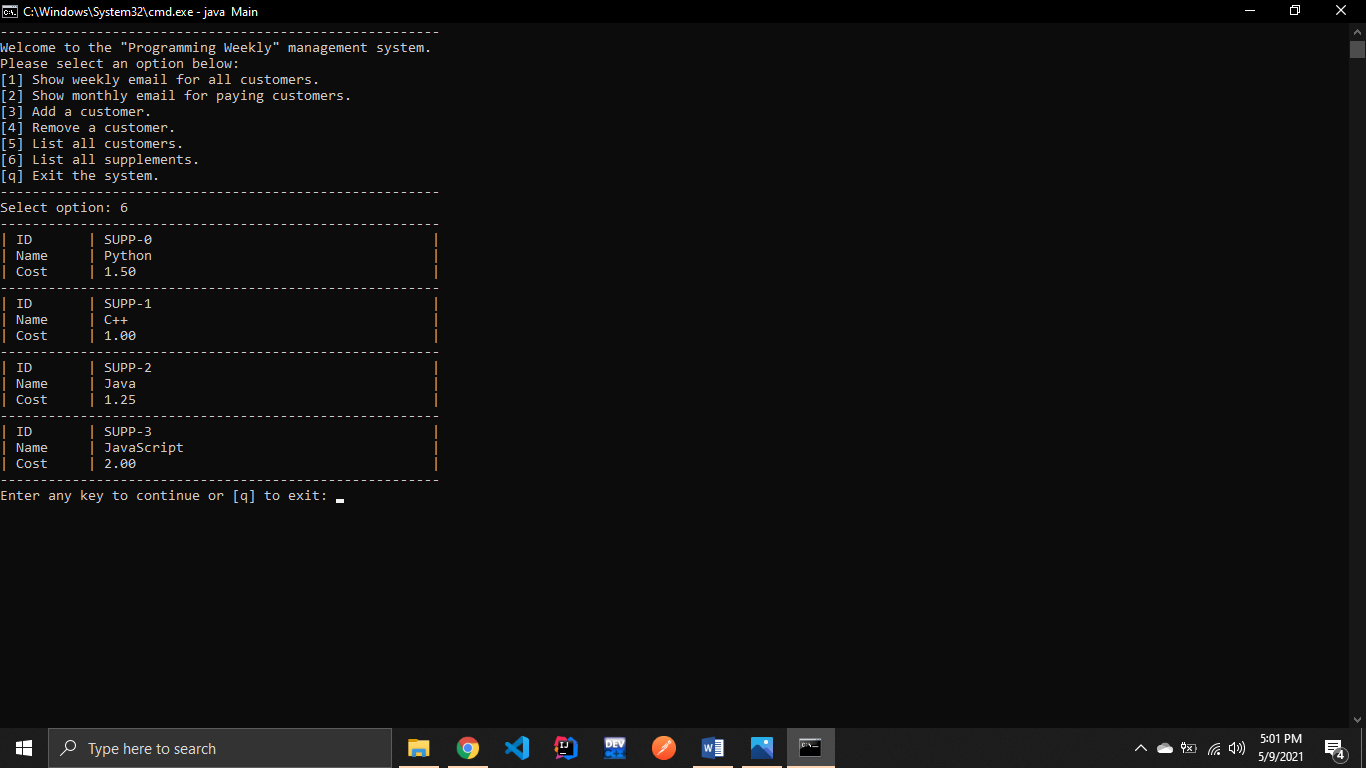 C:\Windows\System32\cmd.exe - java  Main
-------------------------------------------------------
Welcome to the "Programming Weekly" management system.
Please select an option below:
[1] Show weekly email for all customers.
[2] Show monthly email for paying customers.
[3] Add a customer.
[4] Remove a customer.
[5] List all customers.
[6] List all supplements.
[q] Exit the system.
-------------------------------------------------------
Select option: 6
-------------------------------------------------------
| ID       | SUPP-0                                   |
| Name     | Python                                   |
| Cost     | 1.50                                     |
-------------------------------------------------------
| ID       | SUPP-1                                   |
| Name     | C++                                      |
| Cost     | 1.00                                     |
-------------------------------------------------------
| ID       | SUPP-2                                   |
| Name     | Java                                     |
| Cost     | 1.25                                     |
-------------------------------------------------------
| ID       | SUPP-3                                   |
| Name     | JavaScript                               |
| Cost     | 2.00                                     |
-------------------------------------------------------
Enter any key to continue or [q] to exit:
Type here to search
DEV
5:01 PM
5/9/2021
4